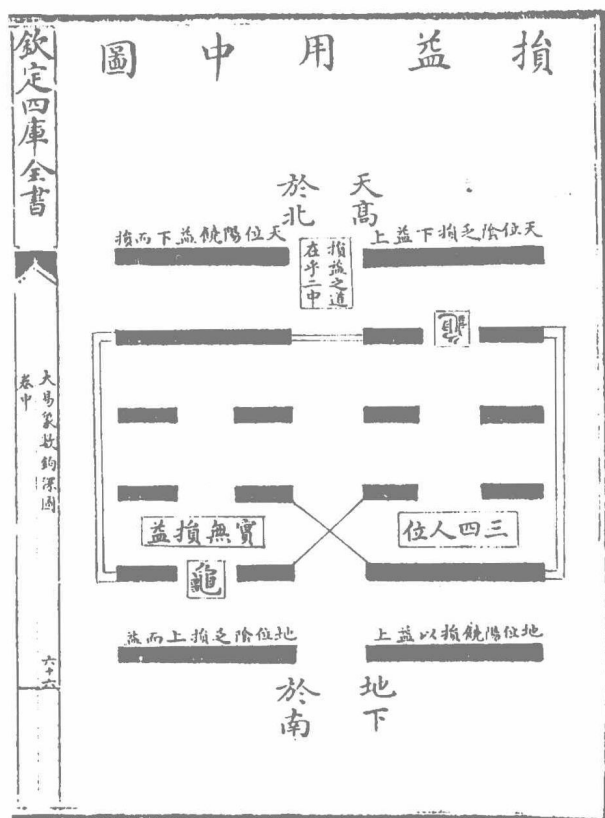 損益用中圖
天高
於北
天位陰乏損下益上
天位陽饒益下而損
損益之道
在乎二中
三四人位
實無損益
龜
地位陽饒損以益上
地位陰乏損上而益
地下
於南
欽定四庫全書
大易象數鉤深圖
卷中
六十六